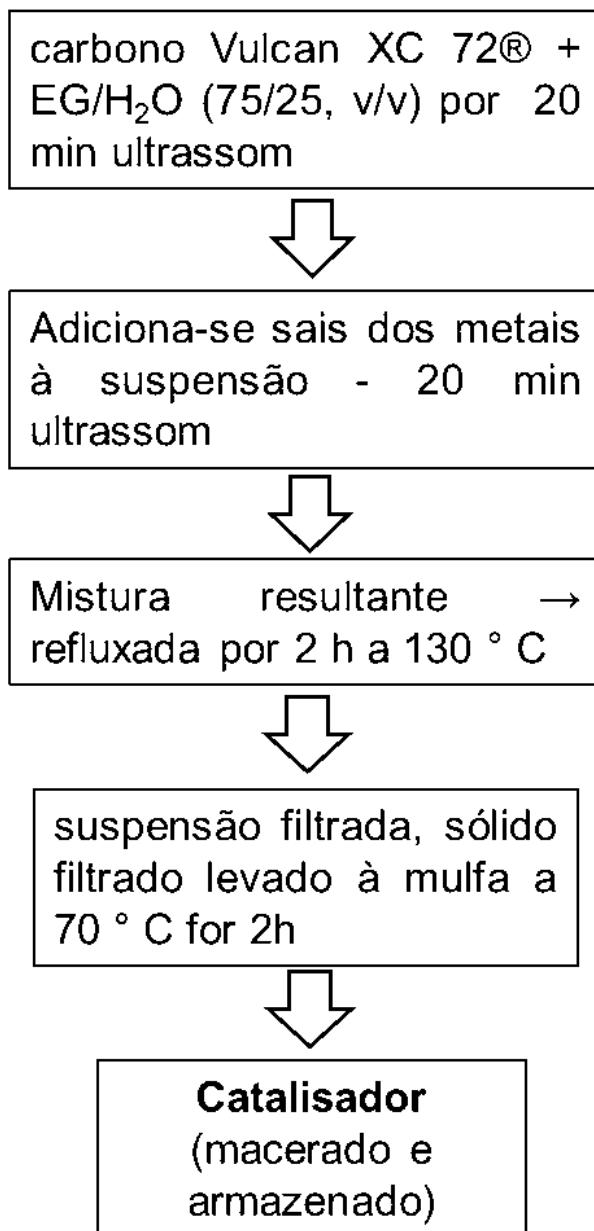 carbono Vulcan XC 72® +
EG/H₂O (75/25, v/v) por 20
min ultrassom
Adiciona-se sais dos metais
à suspensão - 20 min
ultrassom
Mistura resultante →
refluxada por 2 h a 130 ° C
suspensão filtrada, sólido
filtrado levado à mulfa a
70 ° C for 2h
Catalisador
(macerado e
armazenado)